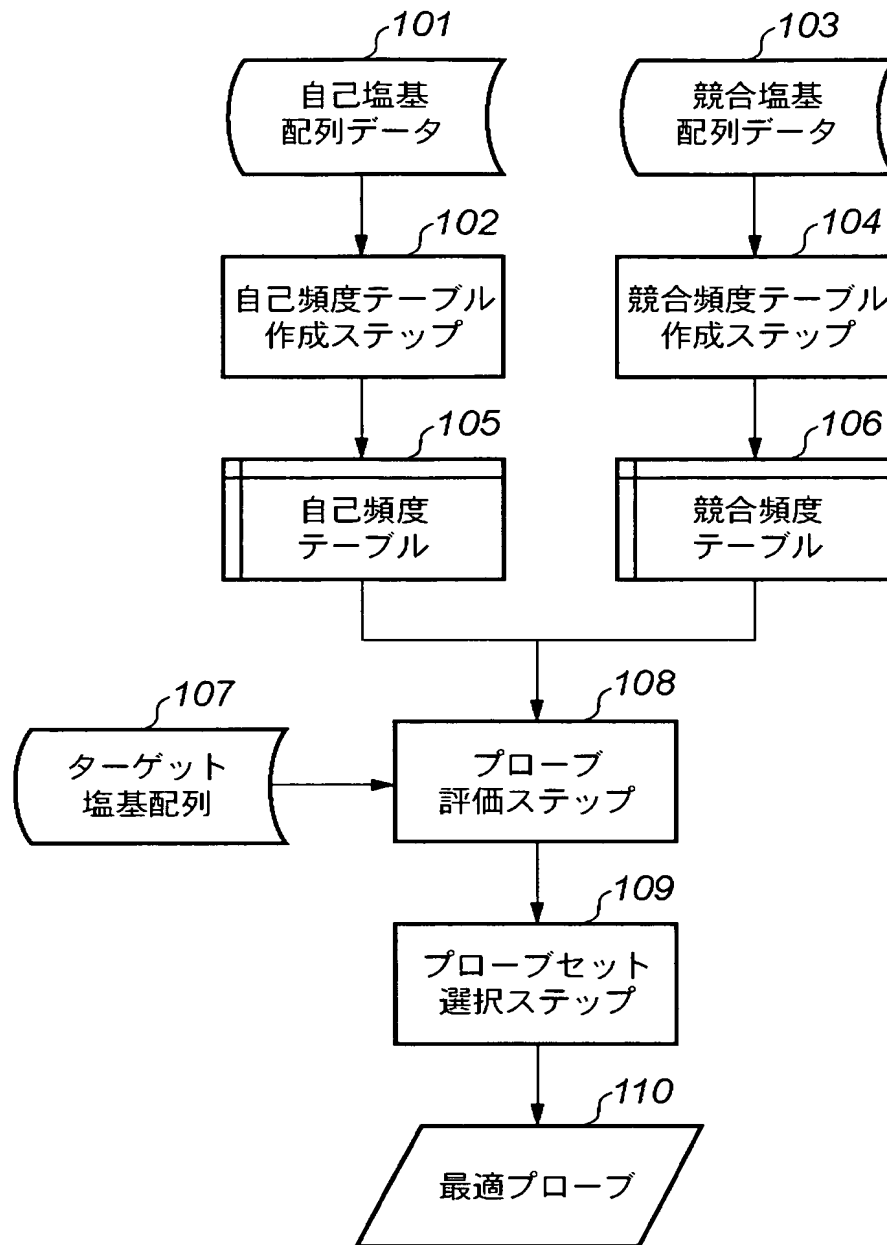 101
自己塩基
配列データ
103
競合塩基
配列データ
102
自己頻度テーブル
作成ステップ
104
競合頻度テーブル
作成ステップ
105
自己頻度
テーブル
106
競合頻度
テーブル
107
ターゲット
塩基配列
108
プローブ
評価ステップ
109
プローブセット
選択ステップ
110
最適プローブ